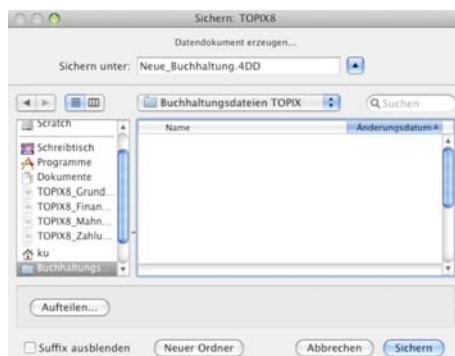 Sichern: TOPIX8
Datendokument erzeugen...
Sichern unter: Neue_Buchhaltung.4DD
Buchhaltungsdateien TOPIX
Suchen
Scratch
Schreibtisch
Programme
Dokumente
TOPIX8_Grund...
TOPIX8_Finan...
TOPIX8_Mahn...
TOPIX8_Zahlu...
ku
Buchhaltungs...
Name
Änderungsdatum
Aufteilen...
Suffix ausblenden
Neuer Ordner
Abbrechen
Sichern